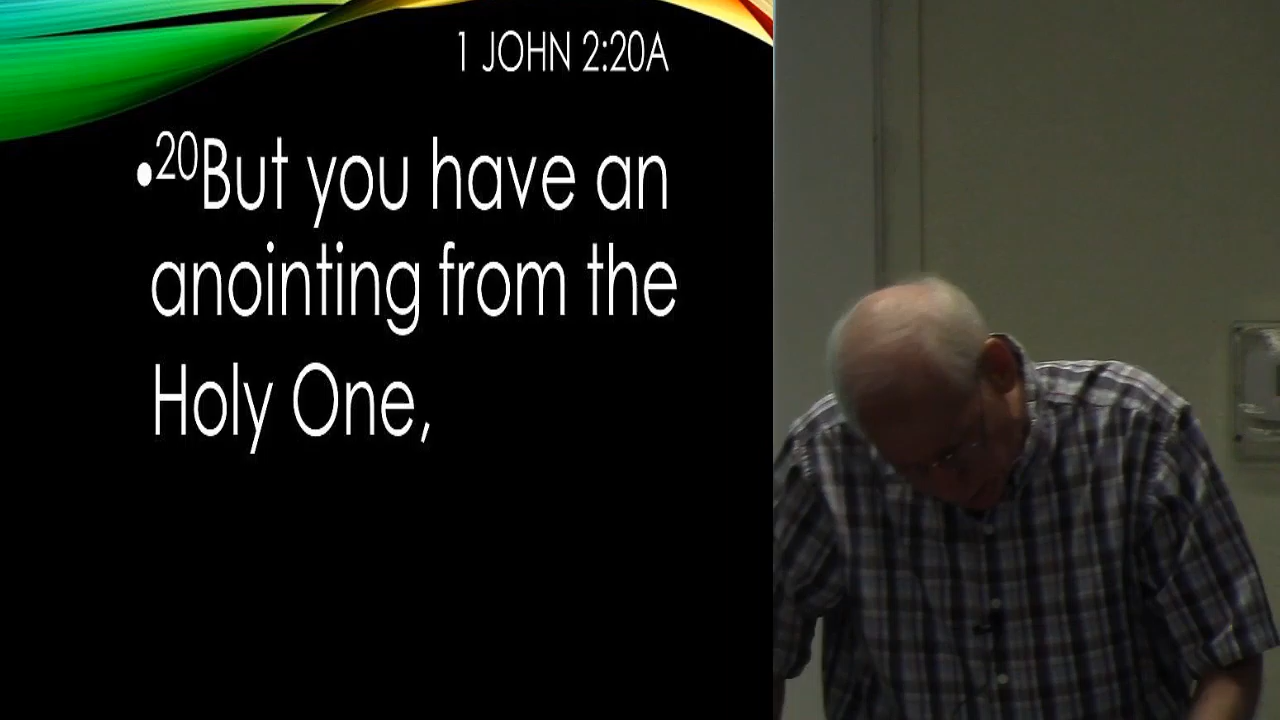 1 JOHN 2:20A
•20But you have an
anointing from the
Holy One,